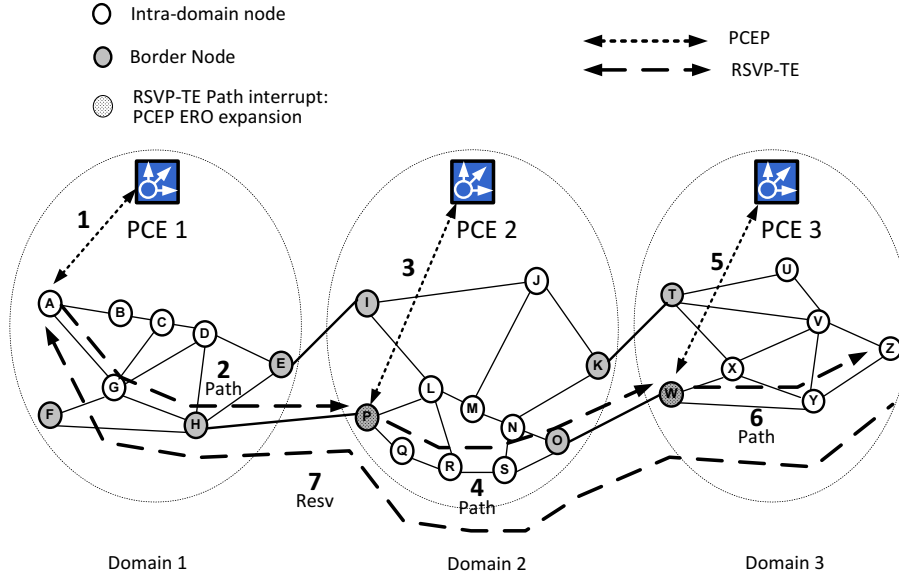 Intra-domain node
Border Node
RSVP-TE Path interrupt:
PCEP ERO expansion
PCEP
RSVP-TE
PCE 1
PCE 2
PCE 3
1
3
5
A
B
C
D
E
F
G
H
2
Path
I
J
K
L
M
N
O
P
Q
R
S
4
Path
T
U
V
W
X
Y
Z
6
Path
7
Resv
Domain 1
Domain 2
Domain 3